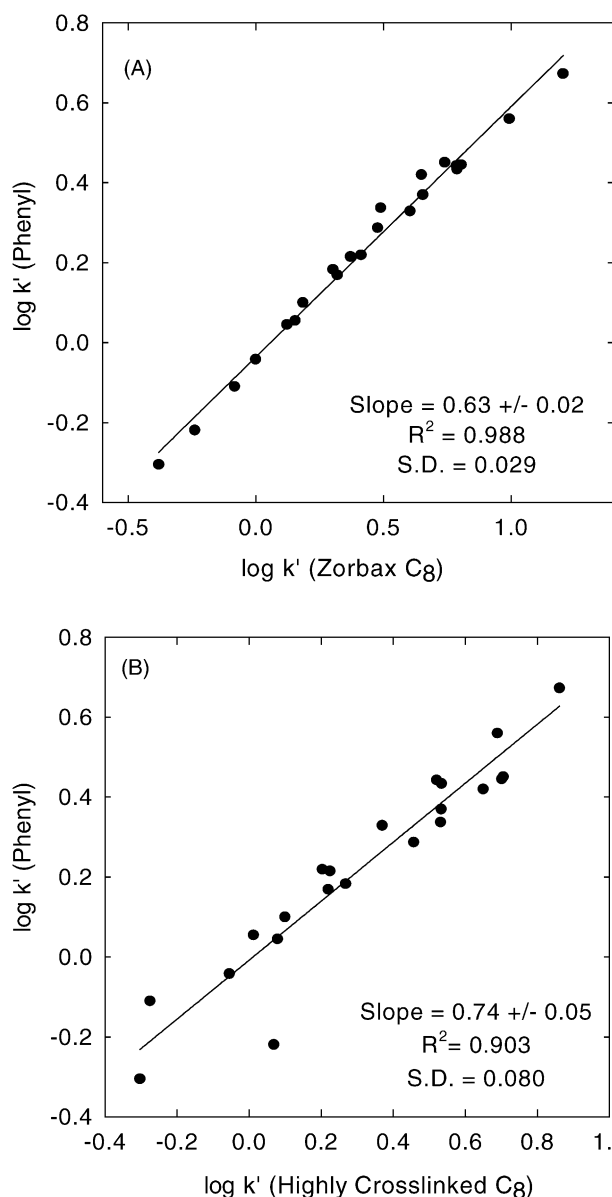 (A)
0.8
0.6
0.4
0.2
0.0
-0.2
-0.4
log k' (Phenyl)
Slope = 0.63 +/- 0.02
R² = 0.988
S.D. = 0.029
-0.5 0.0 0.5 1.0
log k' (Zorbax C₈)
(B)
0.8
0.6
0.4
0.2
0.0
-0.2
-0.4
log k' (Phenyl)
Slope = 0.74 +/- 0.05
R²= 0.903
S.D. = 0.080
-0.4 -0.2 0.0 0.2 0.4 0.6 0.8 1.
log k' (Highly Crosslinked C₈)